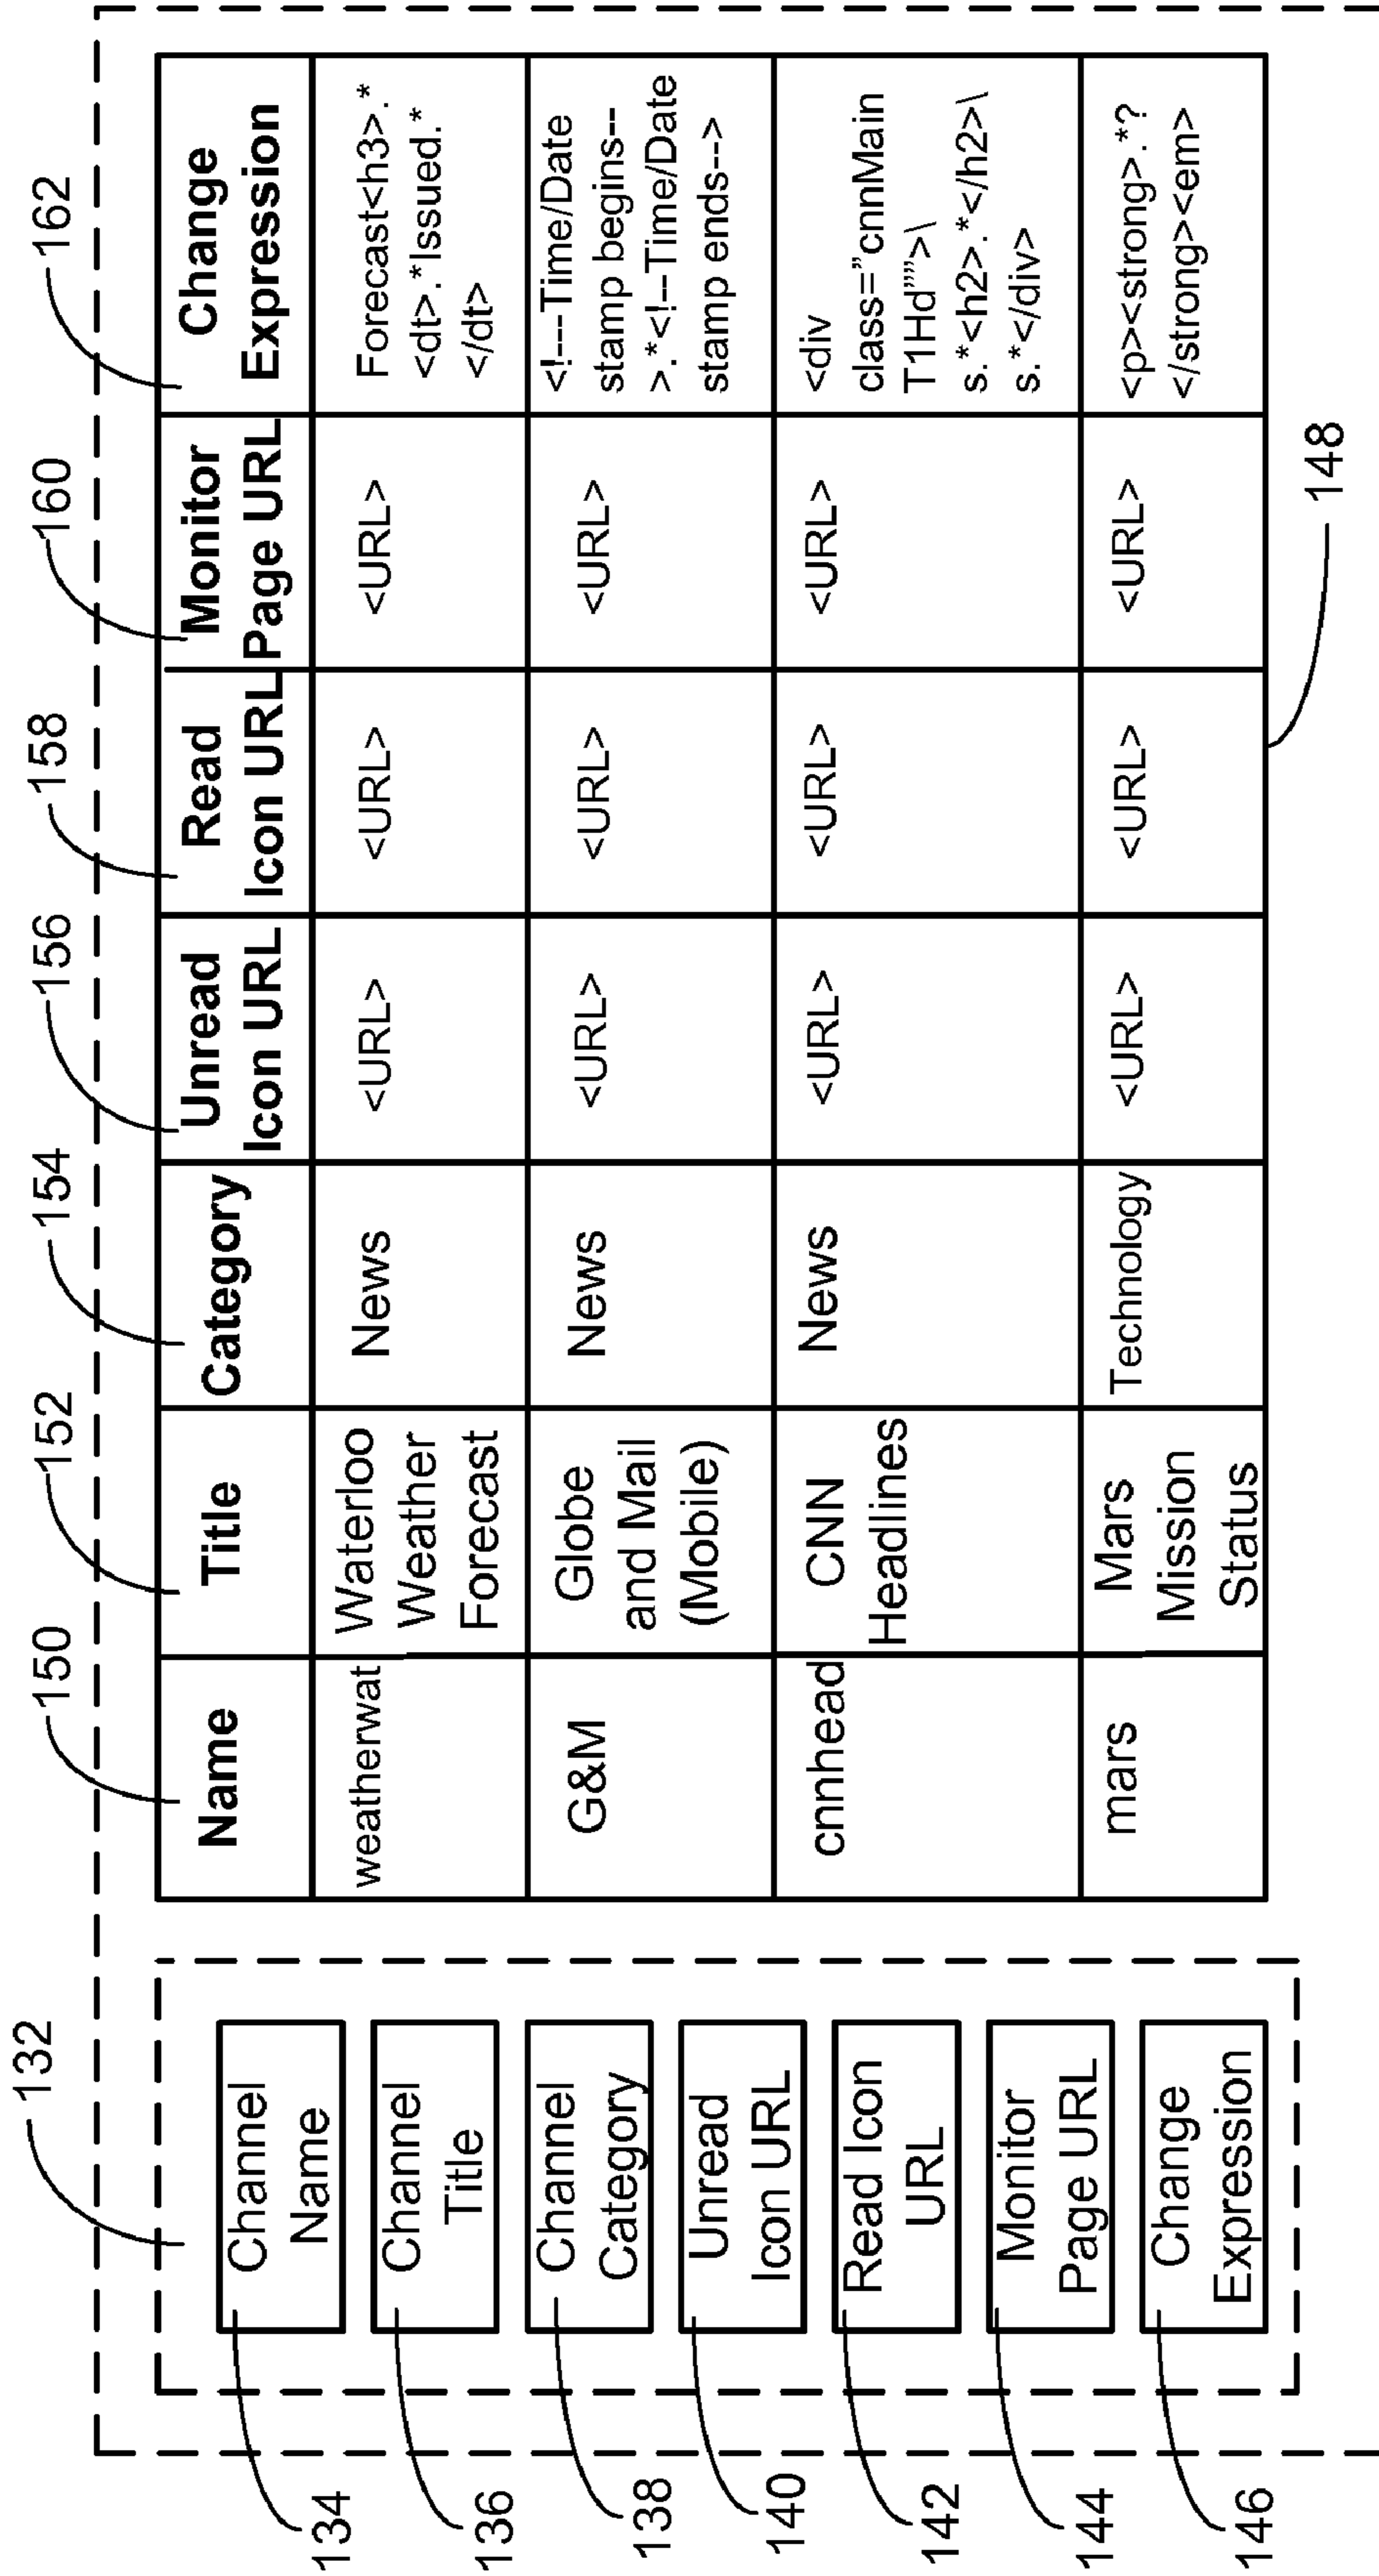 132
134
Channel
Name
136
Channel
Title
138
Channel
Category
140
Unread
Icon URL
142
Read Icon
URL
144
Monitor
Page URL
146
Change
Expression
150
152
154
156
158
160
162
Name
Title
Category
Unread
Icon URL
Read
Icon URL
Monitor
Page URL
Change
Expression
weatherwat
Waterloo
Weather
Forecast
News
<URL>
<URL>
<URL>
Forecast<h3>.*
<dt>.*Issued.*
</dt>
G&M
Globe
and Mail
(Mobile)
News
<URL>
<URL>
<URL>
<!---Time/Date
stamp begins--
>.*<!--Time/Date
stamp ends-->
cnnhead
CNN
Headlines
News
<URL>
<URL>
<URL>
<div
class=”cnnMain
T1Hd””>\
s.*<h2>.*</h2>\
s.*</div>
mars
Mars
Mission
Status
Technology
<URL>
<URL>
<URL>
<p><strong>.*?
</strong><em>
148